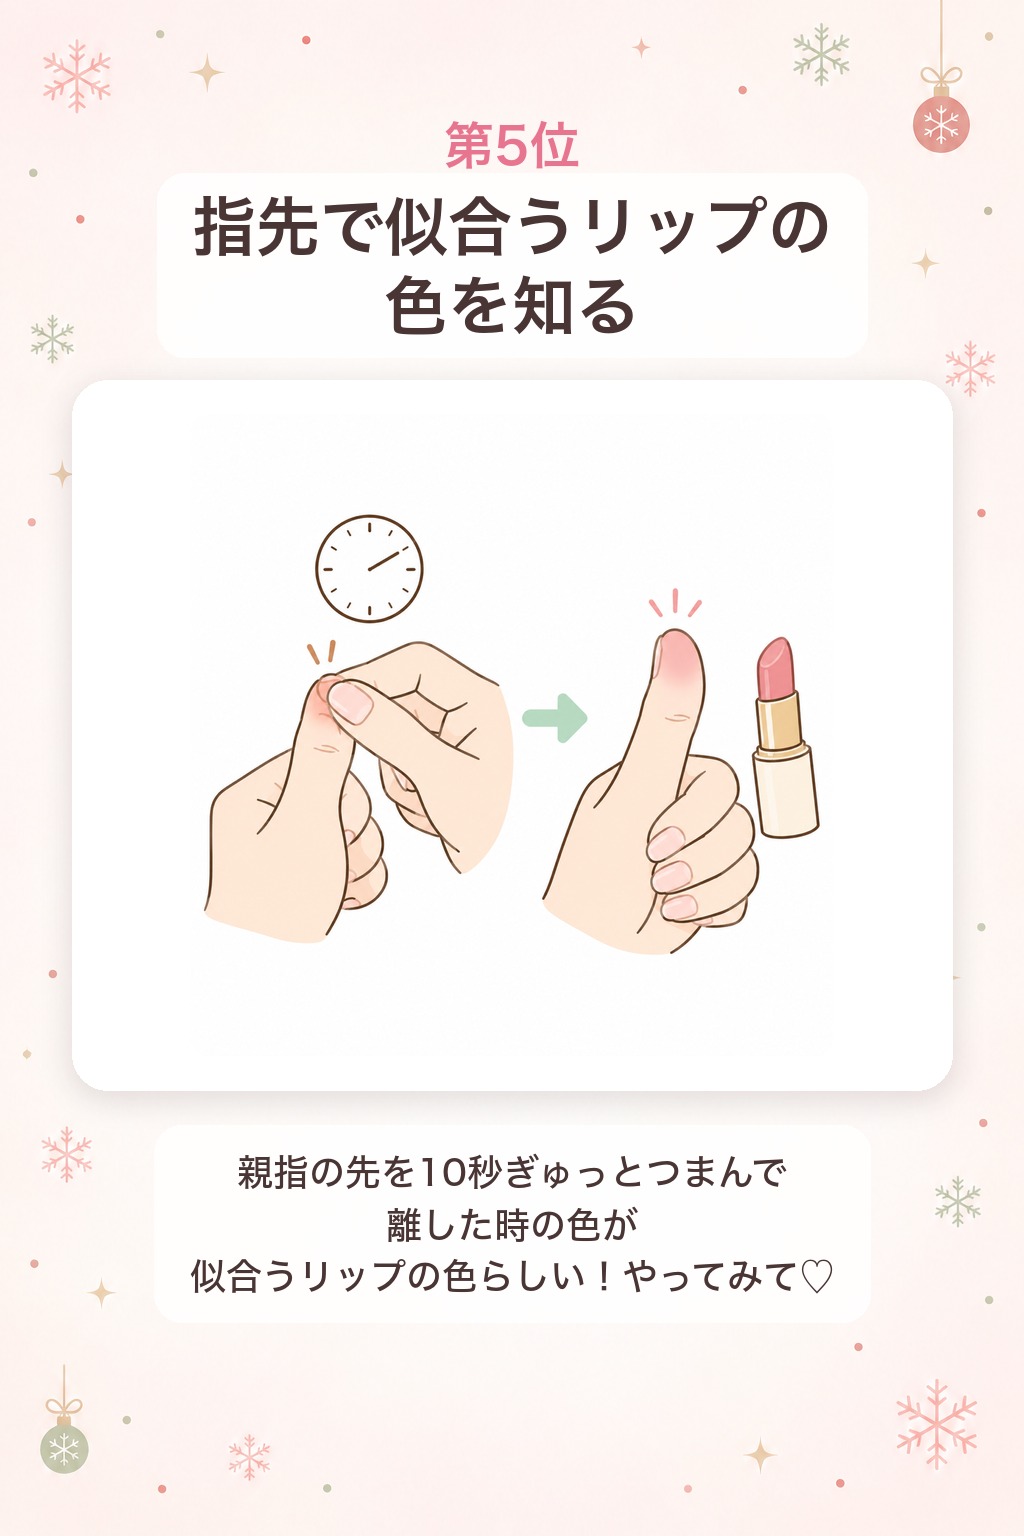 第5位
指先で似合うリップの
色を知る
親指の先を10秒ぎゅっとつまんで
離した時の色が
似合うリップの色らしい！やってみて♡